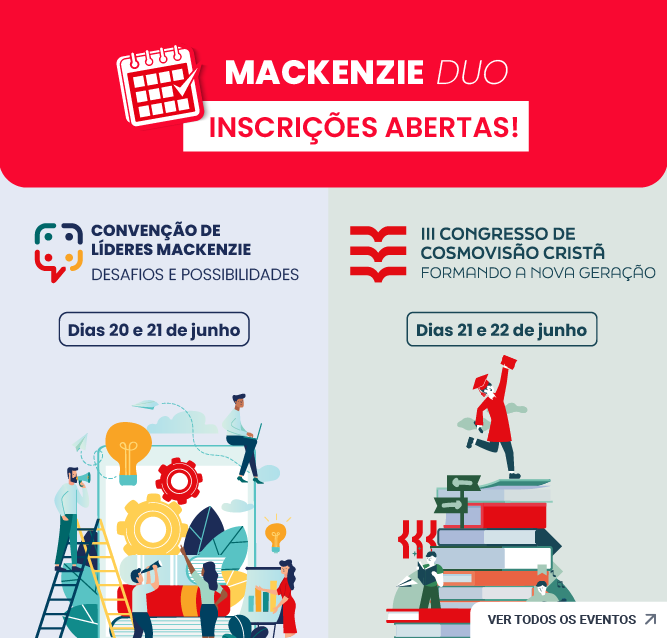 MACKENZIE DUO
INSCRIÇÕES ABERTAS!
CONVENÇÃO DE
LÍDERES MACKENZIE
DESAFIOS E POSSIBILIDADES
Dias 20 e 21 de junho
III CONGRESSO DE
COSMOVISÃO CRISTÃ
FORMANDO A NOVA GERAÇÃO
Dias 21 e 22 de junho
VER TODOS OS EVENTOS